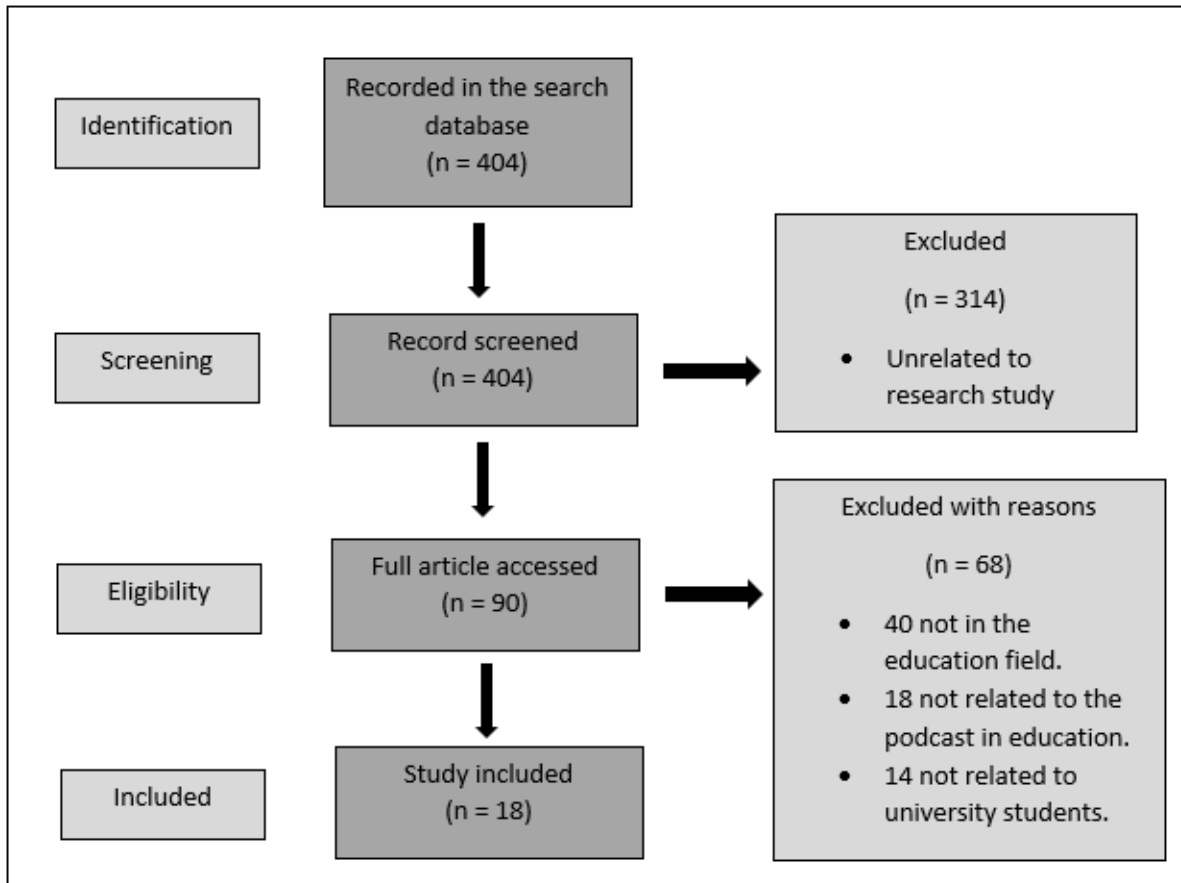 Identification
Recorded in the search
database
(n = 404)
Screening
Record screened
(n = 404)
Excluded
(n = 314)
• Unrelated to
research study
Eligibility
Full article accessed
(n = 90)
Excluded with reasons
(n = 68)
• 40 not in the
education field.
• 18 not related to the
podcast in education.
• 14 not related to
university students.
Included
Study included
(n = 18)